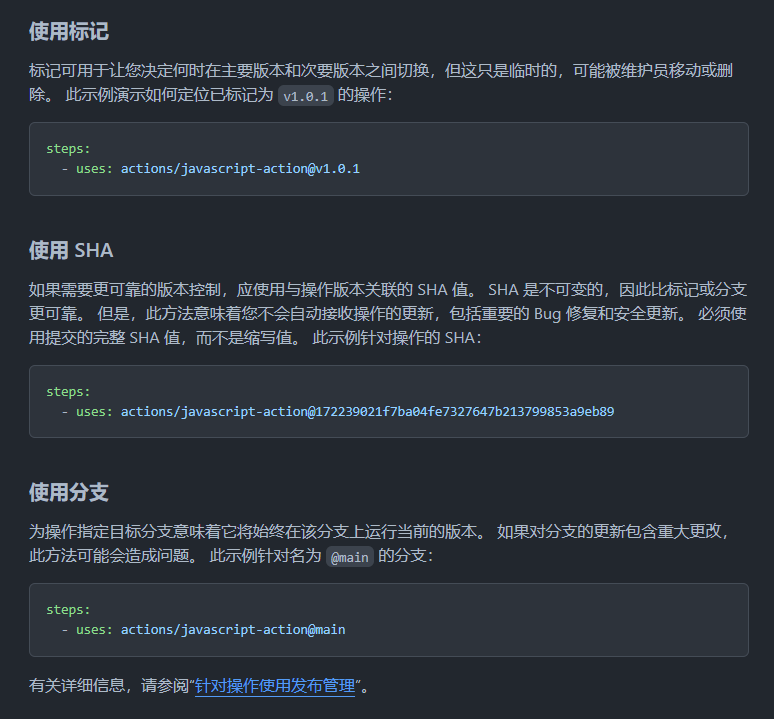 使用标记
标记可用于让您决定何时在主要版本和次要版本之间切换，但这只是临时的，可能被维护员移动或删
除。 此示例演示如何定位已标记为 v1.0.1 的操作：
steps:
  - uses: actions/javascript-action@v1.0.1
使用 SHA
如果需要更可靠的版本控制，应使用与操作版本关联的 SHA 值。 SHA 是不可变的，因此比标记或分支
更可靠。 但是，此方法意味着您不会自动接收操作的更新，包括重要的 Bug 修复和安全更新。 必须使
用提交的完整 SHA 值，而不是缩写值。 此示例针对操作的 SHA：
steps:
  - uses: actions/javascript-action@172239021f7ba04fe7327647b213799853a9eb89
使用分支
为操作指定目标分支意味着它将始终在该分支上运行当前的版本。 如果对分支的更新包含重大更改，
此方法可能会造成问题。 此示例针对名为 @main 的分支：
steps:
  - uses: actions/javascript-action@main
有关详细信息，请参阅“针对操作使用发布管理”。